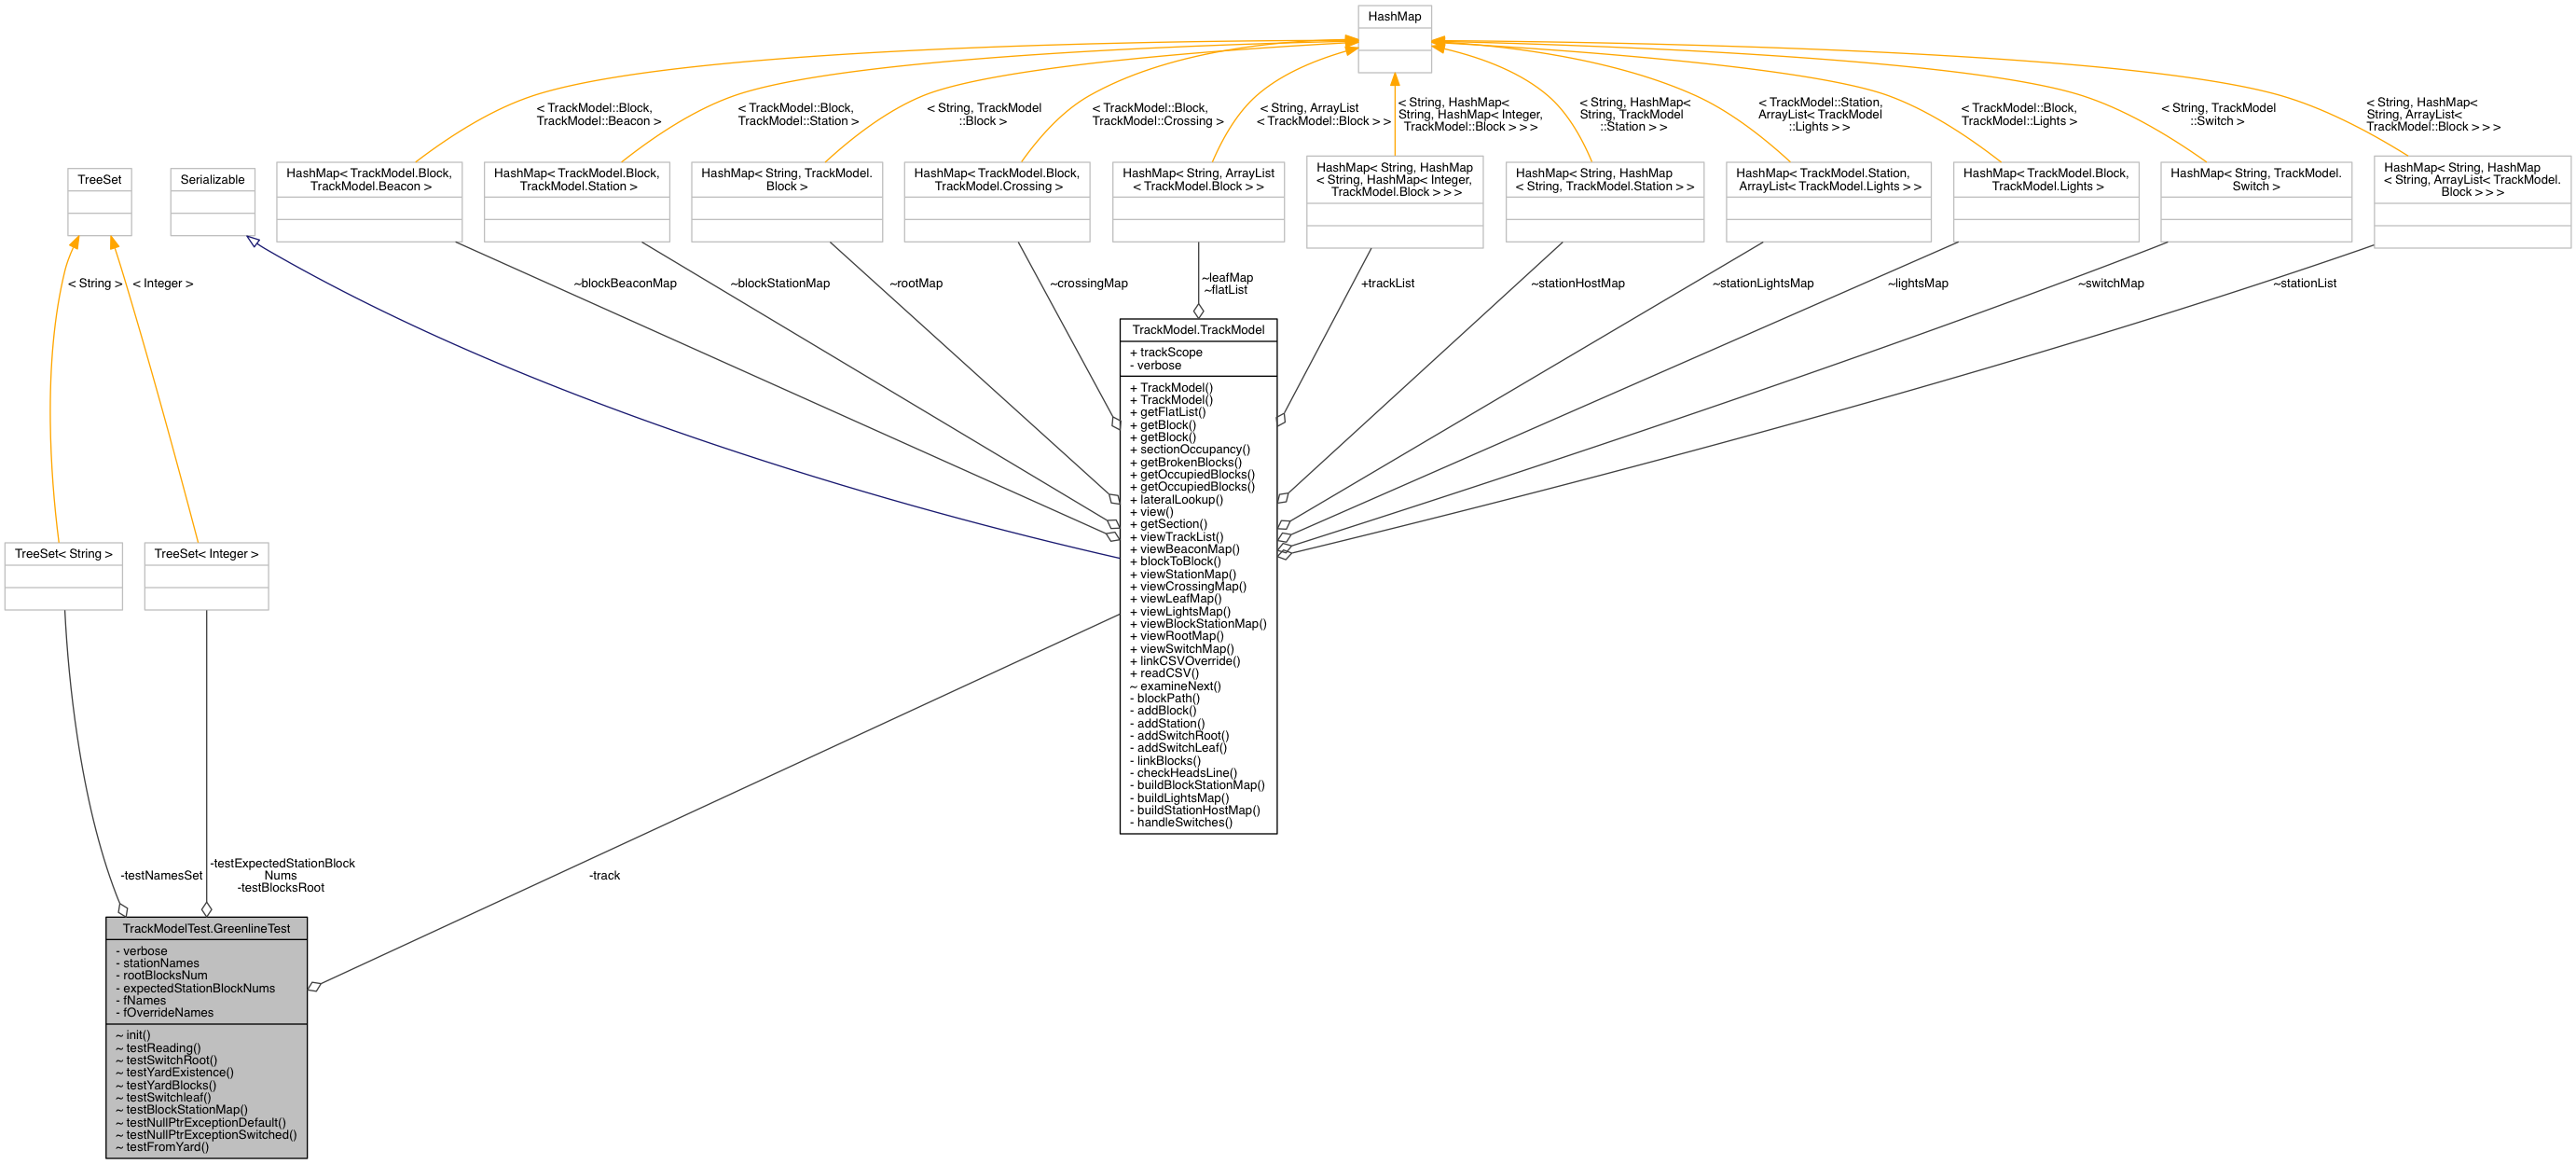 HashMap
< TrackModel::Block,
TrackModel::Beacon >
< TrackModel::Block,
TrackModel::Station >
< String, TrackModel
::Block >
< TrackModel::Block,
TrackModel::Crossing >
< String, ArrayList
< TrackModel::Block > >
< String, HashMap<
String, HashMap< Integer,
TrackModel::Block > > >
< String, HashMap<
String, TrackModel
::Station > >
< TrackModel::Station,
ArrayList< TrackModel
::Lights > >
< TrackModel::Block,
TrackModel::Lights >
< String, TrackModel
::Switch >
< String, HashMap<
String, ArrayList<
TrackModel::Block > > >
TreeSet
Serializable
HashMap< TrackModel.Block,
TrackModel.Beacon >
HashMap< TrackModel.Block,
TrackModel.Station >
HashMap< String, TrackModel.
Block >
HashMap< TrackModel.Block,
TrackModel.Crossing >
HashMap< String, ArrayList
< TrackModel.Block > >
HashMap< String, HashMap
< String, HashMap< Integer,
TrackModel.Block > > >
HashMap< String, HashMap
< String, TrackModel.Station > >
HashMap< TrackModel.Station,
ArrayList< TrackModel.Lights > >
HashMap< TrackModel.Block,
TrackModel.Lights >
HashMap< String, TrackModel.
Switch >
HashMap< String, HashMap
< String, ArrayList< TrackModel.
Block > > >
< String >
< Integer >
~blockBeaconMap
~blockStationMap
~rootMap
~crossingMap
~leafMap
~flatList
+trackList
~stationHostMap
~stationLightsMap
~lightsMap
~switchMap
~stationList
TrackModel.TrackModel
+ trackScope
- verbose
+ TrackModel()
+ TrackModel()
+ getFlatList()
+ getBlock()
+ getBlock()
+ sectionOccupancy()
+ getBrokenBlocks()
+ getOccupiedBlocks()
+ getOccupiedBlocks()
+ lateralLookup()
+ view()
+ getSection()
+ viewTrackList()
+ viewBeaconMap()
+ blockToBlock()
+ viewStationMap()
+ viewCrossingMap()
+ viewLeafMap()
+ viewLightsMap()
+ viewBlockStationMap()
+ viewRootMap()
+ viewSwitchMap()
+ linkCSVOverride()
+ readCSV()
~ examineNext()
- blockPath()
- addBlock()
- addStation()
- addSwitchRoot()
- addSwitchLeaf()
- linkBlocks()
- checkHeadsLine()
- buildBlockStationMap()
- buildLightsMap()
- buildStationHostMap()
- handleSwitches()
TreeSet< String >
TreeSet< Integer >
-testNamesSet
-testExpectedStationBlock
Nums
-testBlocksRoot
-track
TrackModelTest.GreenlineTest
- verbose
- stationNames
- rootBlocksNum
- expectedStationBlockNums
- fNames
- fOverrideNames
~ init()
~ testReading()
~ testSwitchRoot()
~ testYardExistence()
~ testYardBlocks()
~ testSwitchleaf()
~ testBlockStationMap()
~ testNullPtrExceptionDefault()
~ testNullPtrExceptionSwitched()
~ testFromYard()